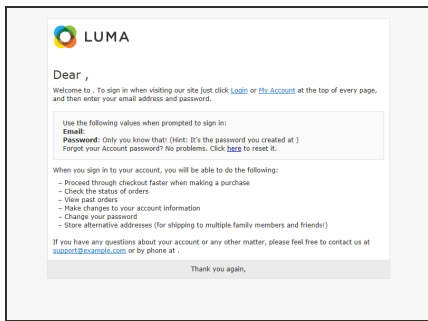 LUMA
Dear ,
Welcome to . To sign in when visiting our site just click Login or My Account at the top of every page,
and then enter your email address and password.
Use the following values when prompted to sign in:
Email:
Password: Only you know that! (Hint: It's the password you created at )
Forgot your Account password? No problems. Click here to reset it.
When you sign in to your account, you will be able to do the following:
– Proceed through checkout faster when making a purchase
– Check the status of orders
– View past orders
– Make changes to your account information
– Change your password
– Store alternative addresses (for shipping to multiple family members and friends!)
If you have any questions about your account or any other matter, please feel free to contact us at
support@example.com or by phone at .
Thank you again,